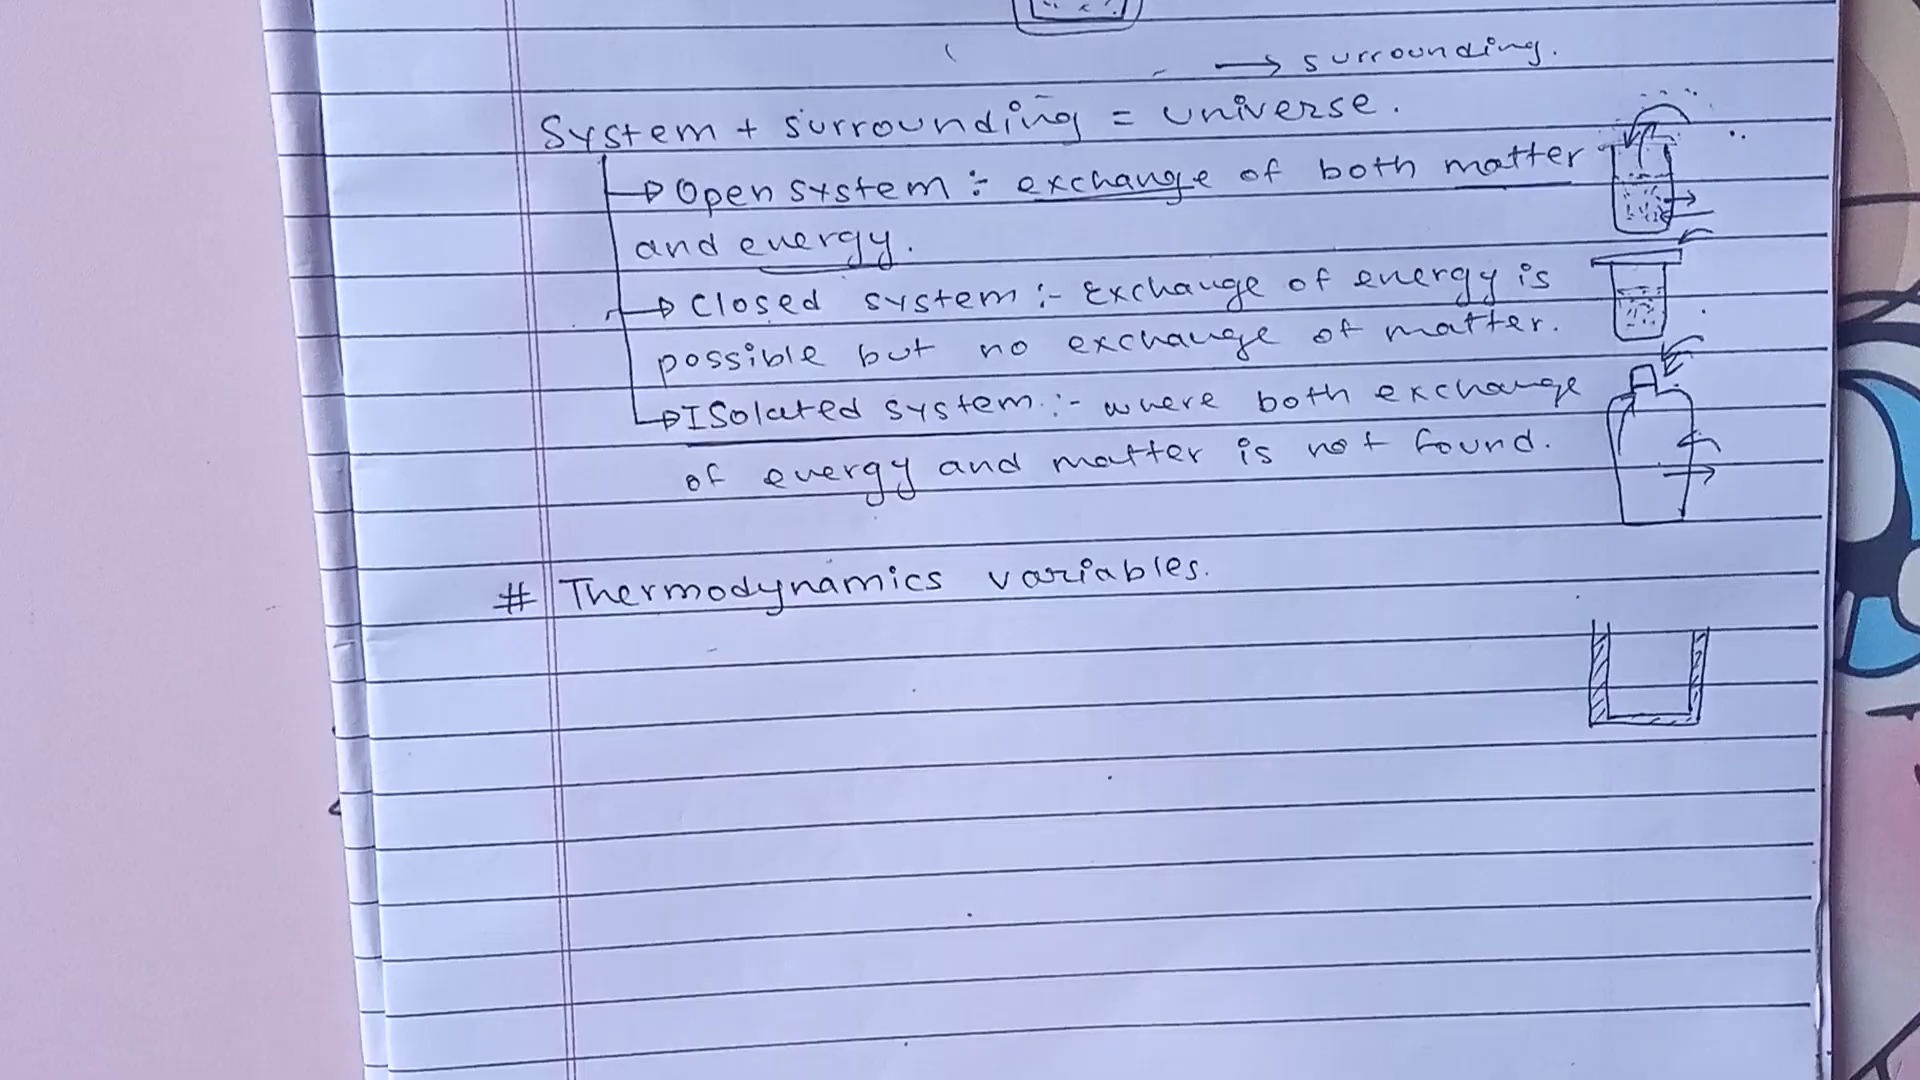 → surrounding.
System + surrounding = universe.
→ Open system :- exchange of both matter
and energy.
→ Closed system :- Exchange of energy is
possible but no exchange of matter.
→ Isolated system :- where both exchange
of energy and matter is not found.
# Thermodynamics variables.